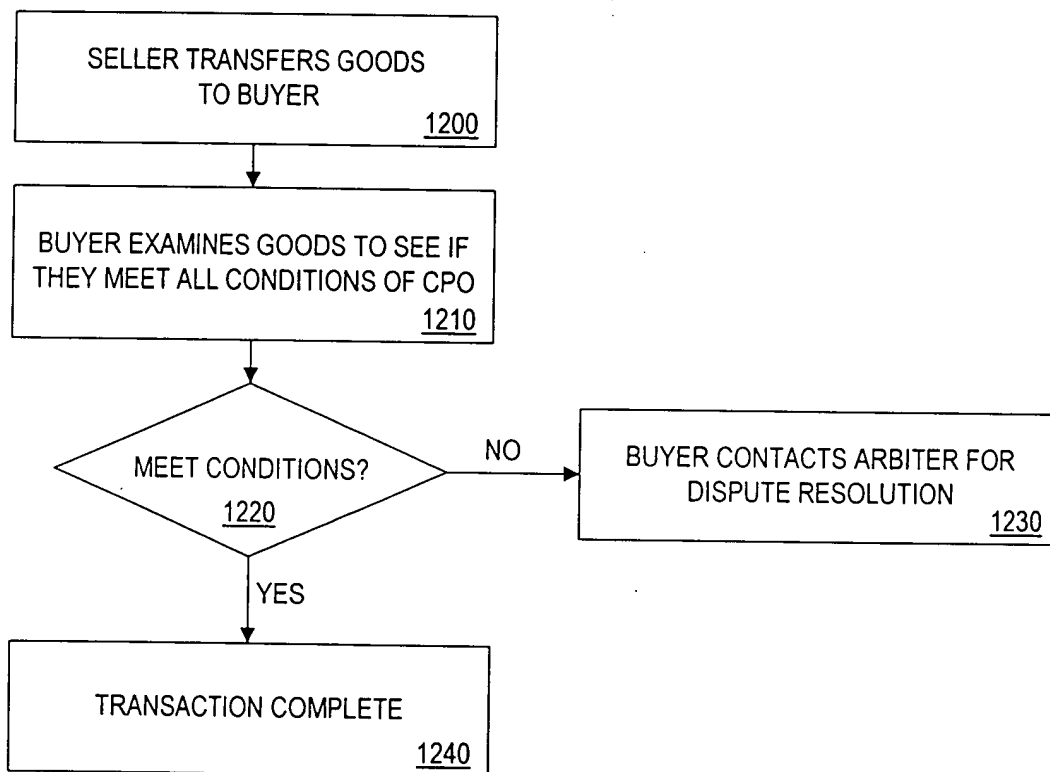 SELLER TRANSFERS GOODS
TO BUYER
1200
BUYER EXAMINES GOODS TO SEE IF
THEY MEET ALL CONDITIONS OF CPO
1210
MEET CONDITIONS?
1220
NO
BUYER CONTACTS ARBITER FOR
DISPUTE RESOLUTION
1230
YES
TRANSACTION COMPLETE
1240